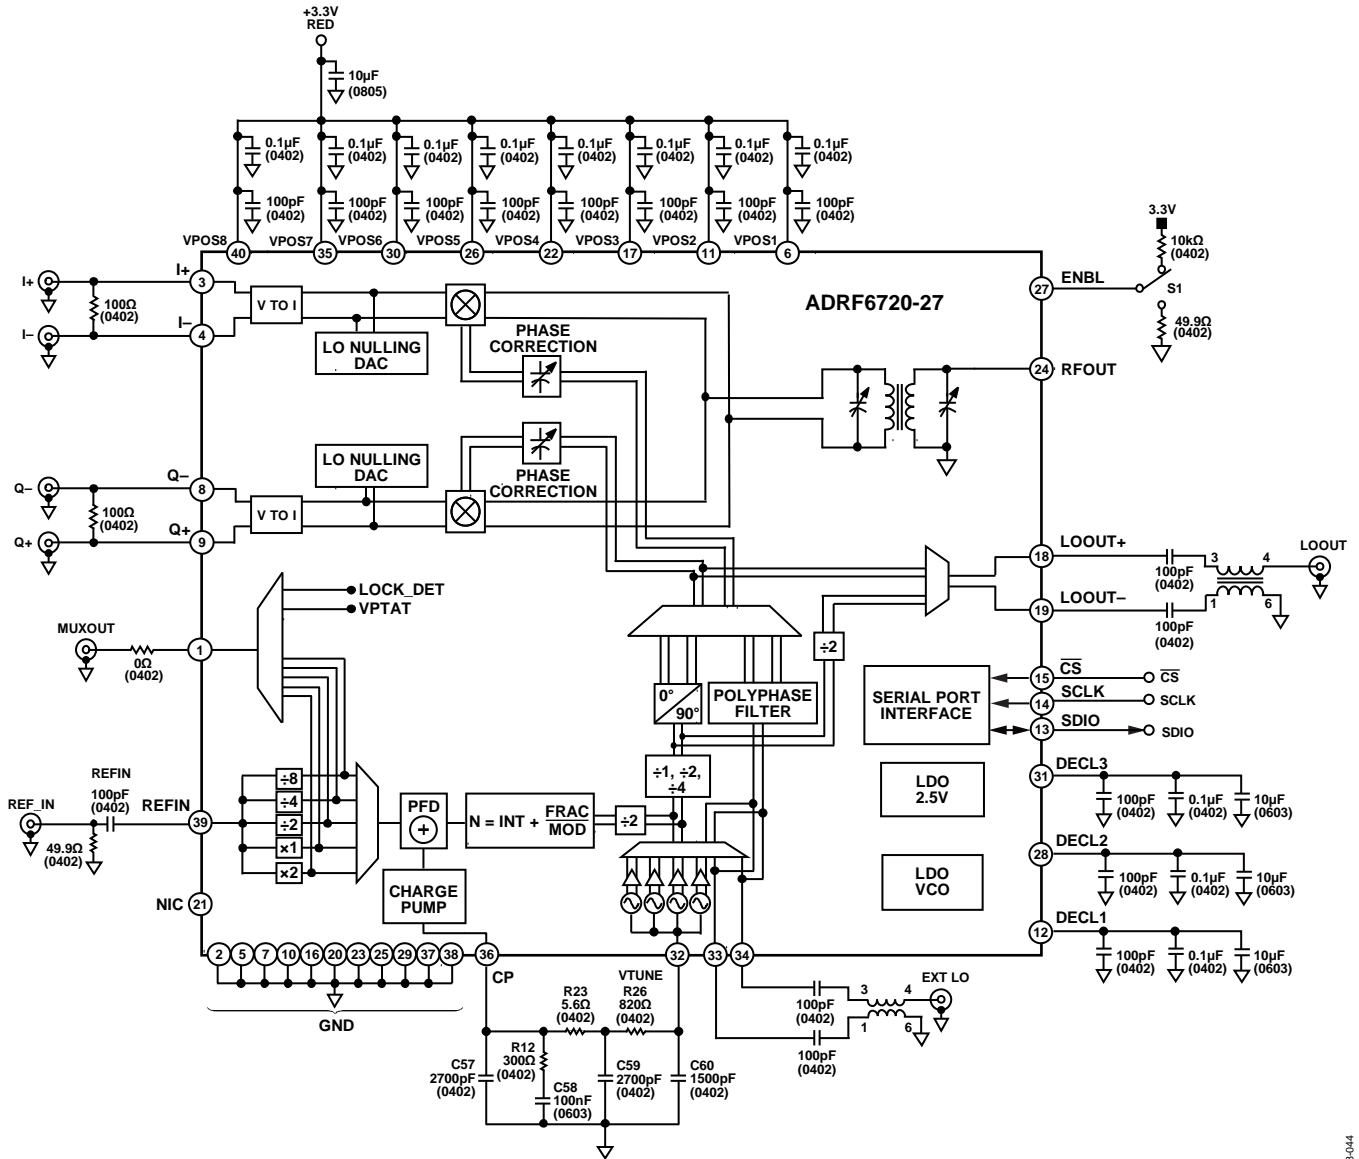 +3.3V
RED
10µF
(0805)
0.1µF
(0402)
0.1µF
(0402)
0.1µF
(0402)
0.1µF
(0402)
0.1µF
(0402)
0.1µF
(0402)
0.1µF
(0402)
0.1µF
(0402)
100pF
(0402)
100pF
(0402)
100pF
(0402)
100pF
(0402)
100pF
(0402)
100pF
(0402)
100pF
(0402)
100pF
(0402)
VPOS8 VPOS7 VPOS6 VPOS5 VPOS4 VPOS3 VPOS2 VPOS1
40 35 30 26 22 17 11 6
3.3V
10kΩ
(0402)
S1
49.9Ω
(0402)
27 ENBL
ADRF6720-27
24 RFOUT
I+
I+
3
100Ω
(0402)
I–
I–
4
V TO I
LO NULLING
DAC
PHASE
CORRECTION
LO NULLING
DAC
PHASE
CORRECTION
Q–
Q–
8
100Ω
(0402)
Q+
Q+
9
V TO I
18 LOOUT+
100pF
(0402)
3 4
LOOUT
19 LOOUT–
100pF
(0402)
1 6
LOCK_DET
VPTAT
MUXOUT
0Ω
(0402)
1
÷2
0°
90°
POLYPHASE
FILTER
SERIAL PORT
INTERFACE
15 CS CS
14 SCLK SCLK
13 SDIO SDIO
÷1, ÷2,
÷4
LDO
2.5V
31 DECL3
100pF
(0402)
0.1µF
(0402)
10µF
(0603)
REFIN
100pF
(0402)
REF_IN
49.9Ω
(0402)
REFIN
39
÷8
÷4
÷2
×1
×2
PFD
+
N = INT + FRAC
MOD
÷2
CHARGE
PUMP
LDO
VCO
28 DECL2
100pF
(0402)
0.1µF
(0402)
10µF
(0603)
NIC 21
12 DECL1
100pF
(0402)
0.1µF
(0402)
10µF
(0603)
2 5 7 10 16 20 23 25 29 37 38 36 32 33 34
GND
CP
VTUNE
R23
5.6Ω
(0402)
R26
820Ω
(0402)
R12
300Ω
(0402)
C57
2700pF
(0402)
C58
100nF
(0603)
C59
2700pF
(0402)
C60
1500pF
(0402)
100pF
(0402)
100pF
(0402)
3 4
1 6
EXT LO